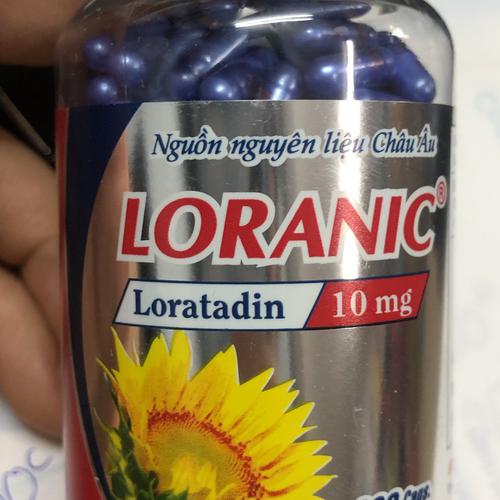 Nguồn nguyên liệu Châu Âu
LORANIC®
Loratadin 10 mg